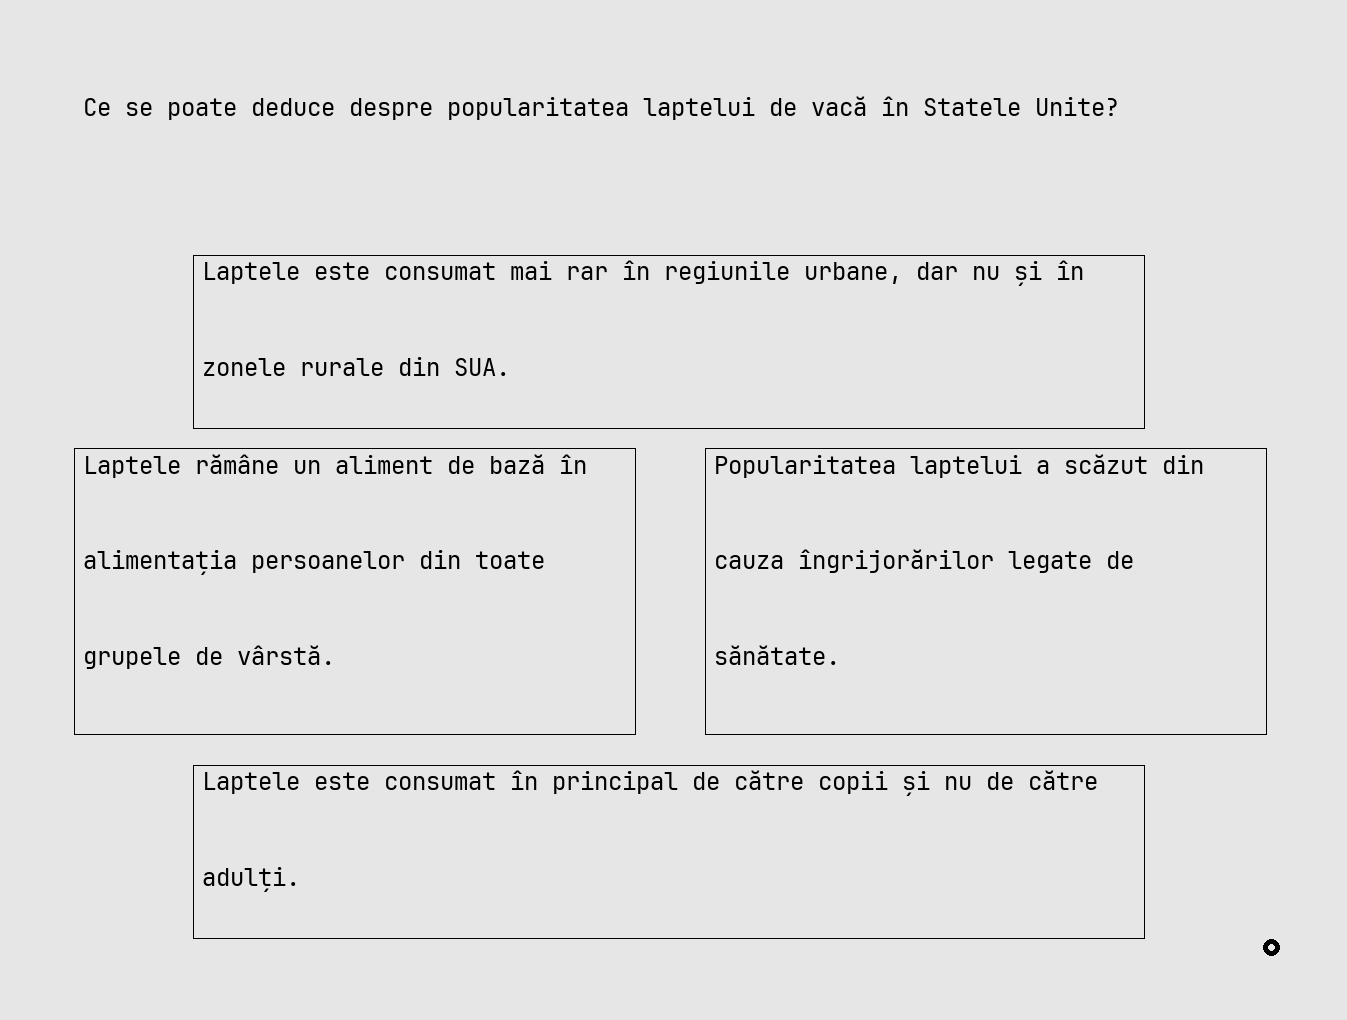 Ce se poate deduce despre popularitatea laptelui de vacă în Statele Unite?
Laptele este consumat mai rar în regiunile urbane, dar nu și în
zonele rurale din SUA.
Laptele rămâne un aliment de bază în
alimentația persoanelor din toate
grupele de vârstă.
Popularitatea laptelui a scăzut din
cauza îngrijorărilor legate de
sănătate.
Laptele este consumat în principal de către copii și nu de către
adulți.